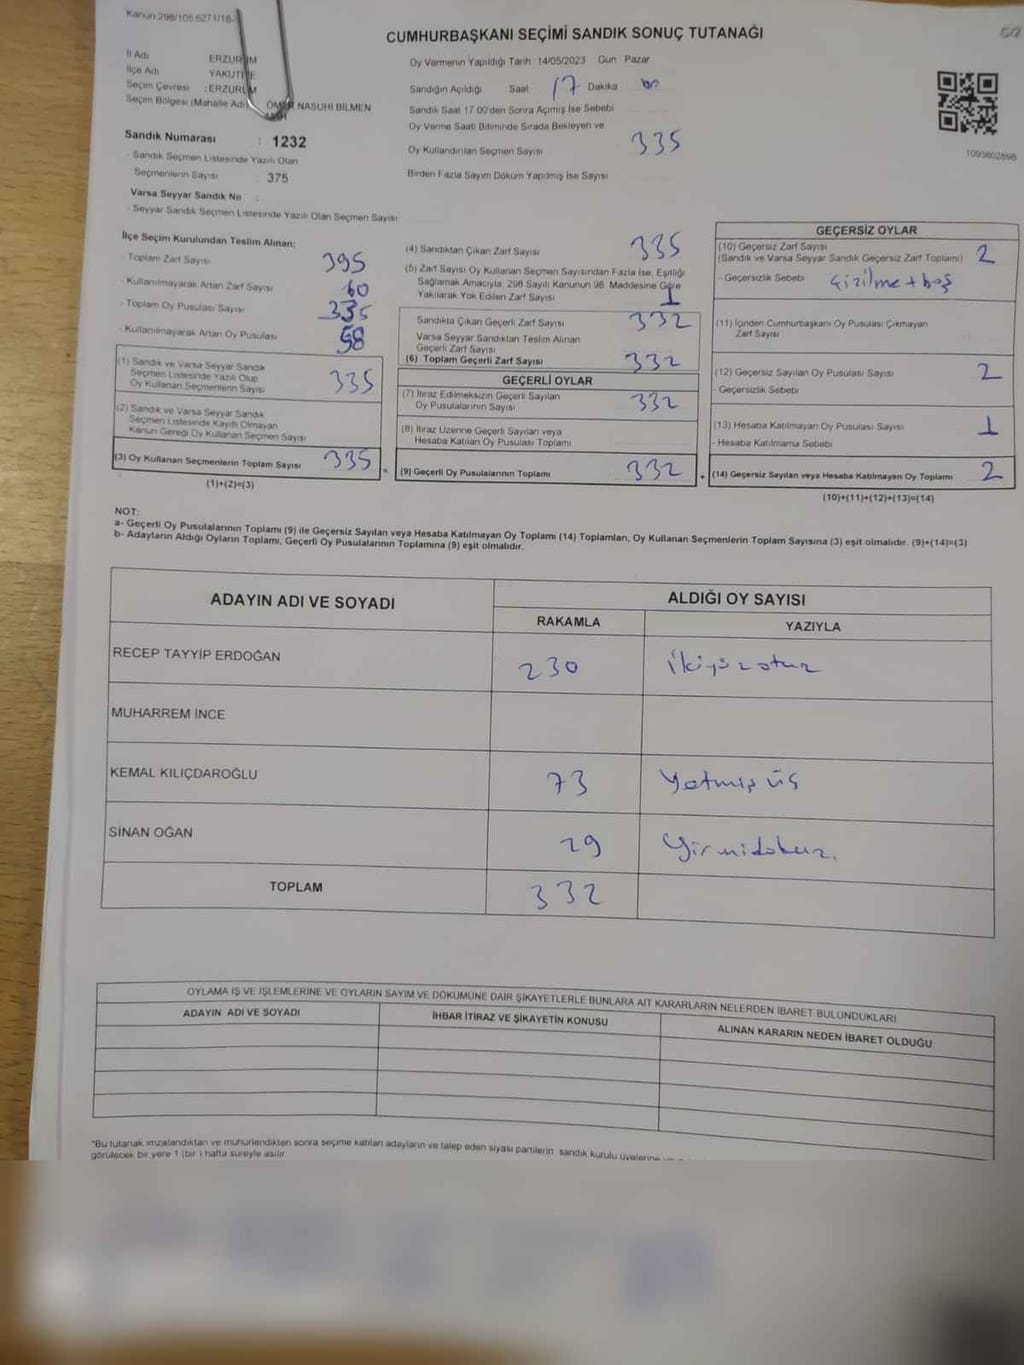 Kanun:298/105 6271/18-
CUMHURBAŞKANI SEÇİMİ SANDIK SONUÇ TUTANAĞI
İl Adı ERZURUM
İlçe Adı YAKUTİYE
Seçim Çevresi :ERZURUM
Seçim Bölgesi (Mahalle Adı) ÖMER NASUHİ BİLMEN
Sandık Numarası : 1232
- Sandık Seçmen Listesinde Yazılı Olan
Seçmenlerin Sayısı : 375
Varsa Seyyar Sandık No :
- Seyyar Sandık Seçmen Listesinde Yazılı Olan Seçmen Sayısı
Oy Vermenin Yapıldığı Tarih 14/05/2023 Gün Pazar
Sandığın Açıldığı Saat 17 Dakika
Sandık Saat 17.00'den Sonra Açılmış İse Sebebi
Oy Verme Saati Bitiminde Sırada Bekleyen ve
Oy Kullandırılan Seçmen Sayısı 335
Birden Fazla Sayım Döküm Yapılmış İse Sayısı
1093802898
İlçe Seçim Kurulundan Teslim Alınan;
- Toplam Zarf Sayısı 395
- Kullanılmayarak Artan Zarf Sayısı 60
- Toplam Oy Pusulası Sayısı 335
- Kullanılmayarak Artan Oy Pusulası 58
(1) Sandık ve Varsa Seyyar Sandık
Seçmen Listesinde Yazılı Olup
Oy Kullanan Seçmenlerin Sayısı 335
(2) Sandık ve Varsa Seyyar Sandık
Seçmen Listesinde Kayıtlı Olmayan
Kanun Gereği Oy Kullanan Seçmen Sayısı
(3) Oy Kullanan Seçmenlerin Toplam Sayısı 335 =
(1)+(2)=(3)
(4) Sandıktan Çıkan Zarf Sayısı 335
(5) Zarf Sayısı Oy Kullanan Seçmen Sayısından Fazla İse, Eşitliği
Sağlamak Amacıyla, 298 Sayılı Kanunun 98. Maddesine Göre
Yakılarak Yok Edilen Zarf Sayısı 1
Sandıkta Çıkan Geçerli Zarf Sayısı 332
Varsa Seyyar Sandıktan Teslim Alınan
Geçerli Zarf Sayısı
(6) Toplam Geçerli Zarf Sayısı 332
GEÇERLİ OYLAR
(7) İtiraz Edilmeksizin Geçerli Sayılan
Oy Pusulalarının Sayısı 332
(8) İtiraz Üzerine Geçerli Sayılan veya
Hesaba Katılan Oy Pusulası Toplamı
(9) Geçerli Oy Pusulalarının Toplamı 332 +
GEÇERSİZ OYLAR
(10) Geçersiz Zarf Sayısı 2
(Sandık ve Varsa Seyyar Sandık Geçersiz Zarf Toplamı)
- Geçersizlik Sebebi Çizilme + boş
(11) İçinden Cumhurbaşkanı Oy Pusulası Çıkmayan
Zarf Sayısı
(12) Geçersiz Sayılan Oy Pusulası Sayısı 2
- Geçersizlik Sebebi
(13) Hesaba Katılmayan Oy Pusulası Sayısı 1
- Hesaba Katılmama Sebebi
(14) Geçersiz Sayılan veya Hesaba Katılmayan Oy Toplamı 2
(10)+(11)+(12)+(13)=(14)
NOT:
a- Geçerli Oy Pusulalarının Toplamı (9) ile Geçersiz Sayılan veya Hesaba Katılmayan Oy Toplamı (14) Toplamları, Oy Kullanan Seçmenlerin Toplam Sayısına (3) eşit olmalıdır. (9)+(14)=(3)
b- Adayların Aldığı Oyların Toplamı, Geçerli Oy Pusulalarının Toplamına (9) eşit olmalıdır.
ADAYIN ADI VE SOYADI ALDIĞI OY SAYISI
RAKAMLA YAZIYLA
RECEP TAYYİP ERDOĞAN 230 İkiyüzotuz
MUHARREM İNCE
KEMAL KILIÇDAROĞLU 73 Yetmiş üç
SİNAN OĞAN 29 Yirmidokuz.
TOPLAM 332
OYLAMA İŞ VE İŞLEMLERİNE VE OYLARIN SAYIM VE DÖKÜMÜNE DAİR ŞİKAYETLERLE BUNLARA AİT KARARLARIN NELERDEN İBARET BULUNDUKLARI
ADAYIN ADI VE SOYADI İHBAR İTİRAZ VE ŞİKAYETİN KONUSU ALINAN KARARIN NEDEN İBARET OLDUĞU
*Bu tutanak imzalandıktan ve mühürlendikten sonra seçime katılan adayların ve talep eden siyasi partilerin sandık kurulu üyelerine
görülecek bir yere 1 (bir ) hafta süreyle asılır